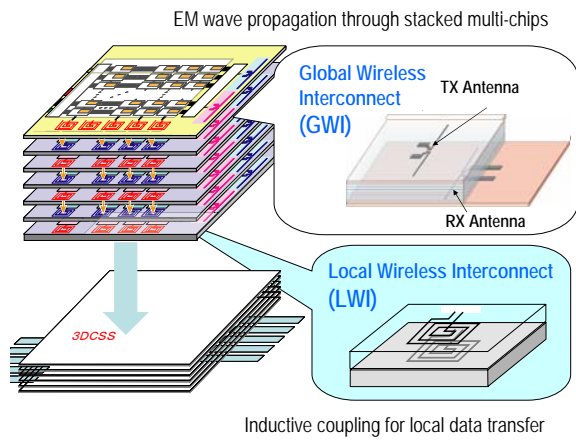 EM wave propagation through stacked multi-chips
Global Wireless
Interconnect
(GWI)
TX Antenna
RX Antenna
Local Wireless Interconnect
(LWI)
3DCSS
Inductive coupling for local data transfer